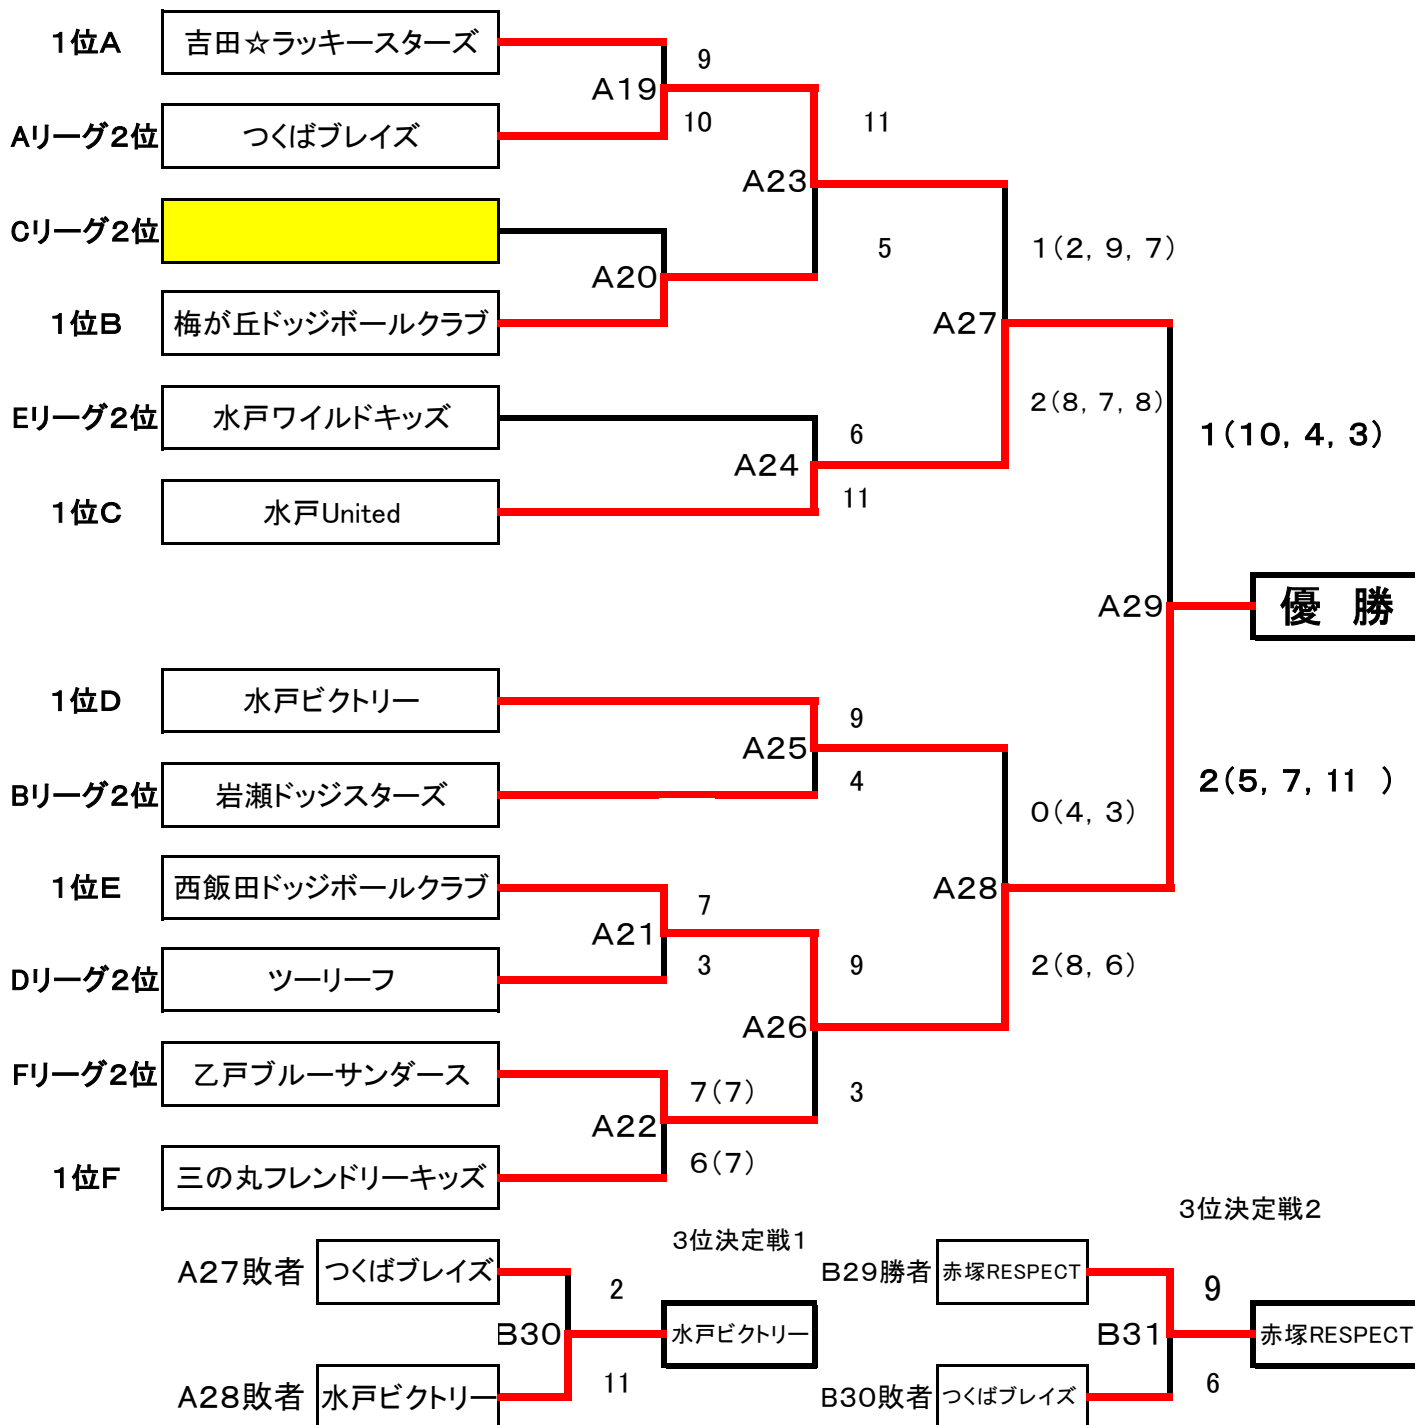 1位A 吉田☆ラッキースターズ
9
A19
Aリーグ2位 つくばブレイズ
10
11
A23
Cリーグ2位
5
1(2, 9, 7)
A20
1位B 梅が丘ドッジボールクラブ
A27
Eリーグ2位 水戸ワイルドキッズ
2(8, 7, 8)
6
1(10, 4, 3)
A24
1位C 水戸United
11
A29
優　勝
1位D 水戸ビクトリー
9
A25
Bリーグ2位 岩瀬ドッジスターズ
4
2(5, 7, 11 )
0(4, 3)
1位E 西飯田ドッジボールクラブ
7
A28
A21
Dリーグ2位 ツーリーフ
3
9
2(8, 6)
A26
Fリーグ2位 乙戸ブルーサンダース
7(7)
3
A22
1位F 三の丸フレンドリーキッズ
6(7)
3位決定戦1
3位決定戦2
A27敗者 つくばブレイズ
2
B30
水戸ビクトリー
A28敗者 水戸ビクトリー
11
B29勝者 赤塚RESPECT
9
B31
赤塚RESPECT
B30敗者 つくばブレイズ
6